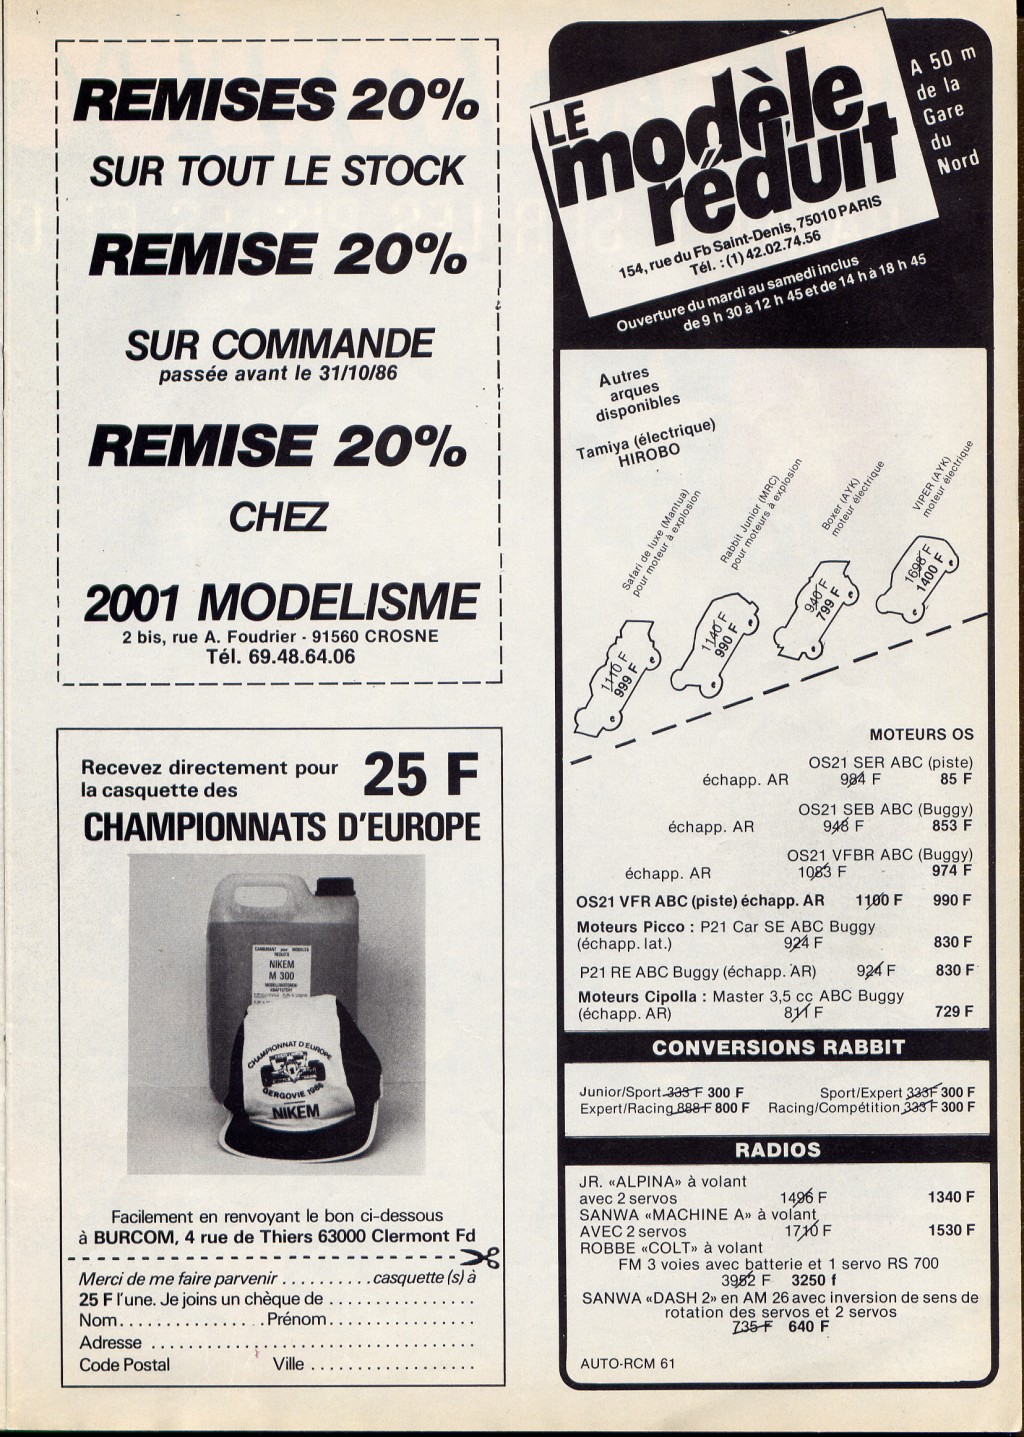 REMISES 20%
SUR TOUT LE STOCK
REMISE 20%
SUR COMMANDE
passée avant le 31/10/86
REMISE 20%
CHEZ
2001 MODELISME
2 bis, rue A. Foudrier - 91560 CROSNE
Tél. 69.48.64.06
Recevez directement pour
la casquette des
25 F
CHAMPIONNATS D'EUROPE
CARBURANT pour MODELES
REDUITS
NIKEM
M 300
CHAMPIONNAT D'EUROPE
GERGOVIE 1986
NIKEM
Facilement en renvoyant le bon ci-dessous
à BURCOM, 4 rue de Thiers 63000 Clermont Fd
Merci de me faire parvenir . . . . . . . . . . casquette (s) à
25 F l'une. Je joins un chèque de . . . . . . . . . . . . . . . .
Nom. . . . . . . . . . . . . . . . Prénom. . . . . . . . . . . . . . . .
Adresse . . . . . . . . . . . . . . . . . . . . . . . . . . . . . . . . . . .
Code Postal Ville . . . . . . . . . . . . . . . . . .
LE
modèle
réduit
154, rue du Fb Saint-Denis, 75010 PARIS
Tél. : (1) 42.02.74.56
A 50 m
de la
Gare
du
Nord
Ouverture du mardi au samedi inclus
de 9 h 30 à 12 h 45 et de 14 h à 18 h 45
Autres
arques
disponibles
Tamiya (électrique)
HIROBO
Safari de luxe (Mantua)
pour moteur à explosion
1110 F
999 F
Rabbit Junior (MRC)
pour moteurs à explosion
1140 F
990 F
Boxer (AYK)
moteur électrique
940 F
799 F
VIPER (AYK)
moteur électrique
1698 F
1400 F
MOTEURS OS
OS21 SER ABC (piste)
échapp. AR 984 F 85 F
OS21 SEB ABC (Buggy)
échapp. AR 948 F 853 F
OS21 VFBR ABC (Buggy)
échapp. AR 1083 F 974 F
OS21 VFR ABC (piste) échapp. AR 1100 F 990 F
Moteurs Picco : P21 Car SE ABC Buggy
(échapp. lat.) 924 F 830 F
P21 RE ABC Buggy (échapp. AR) 924 F 830 F
Moteurs Cipolla : Master 3,5 cc ABC Buggy
(échapp. AR) 811 F 729 F
CONVERSIONS RABBIT
Junior/Sport 333 F 300 F Sport/Expert 333F 300 F
Expert/Racing 888 F 800 F Racing/Compétition 333 F 300 F
RADIOS
JR. «ALPINA» à volant
avec 2 servos 1496 F 1340 F
SANWA «MACHINE A» à volant
AVEC 2 servos 1710 F 1530 F
ROBBE «COLT» à volant
FM 3 voies avec batterie et 1 servo RS 700
3952 F 3250 f
SANWA «DASH 2» en AM 26 avec inversion de sens de
rotation des servos et 2 servos
735 F 640 F
AUTO-RCM 61